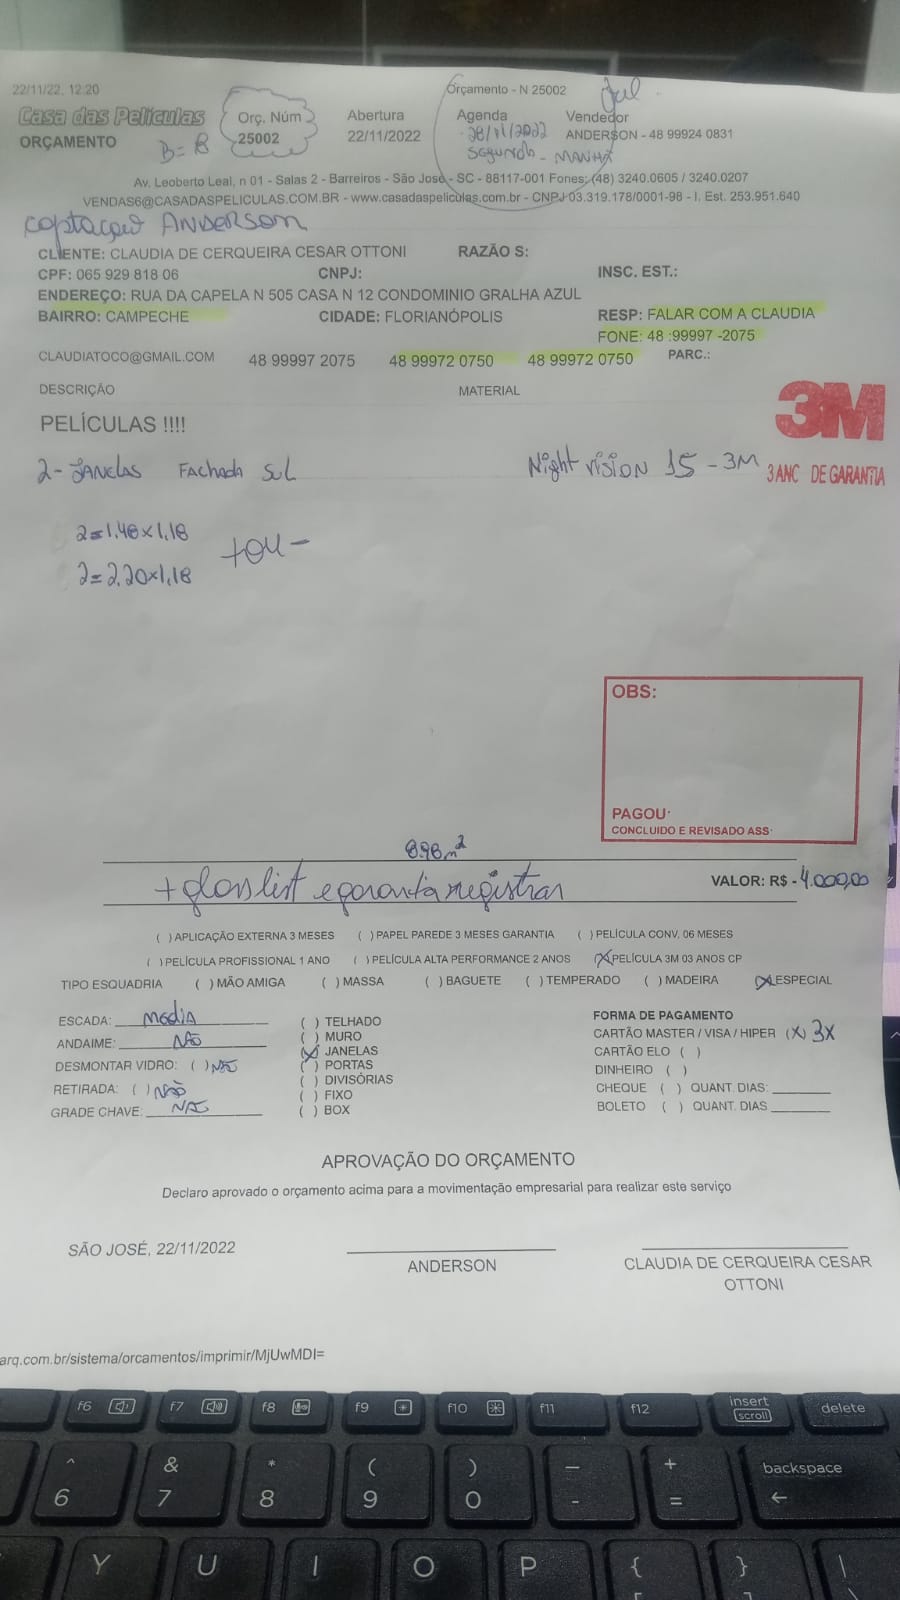 22/11/22, 12:20
Orçamento - N 25002
Casa das Películas
ORÇAMENTO
B= B
Orç. Núm
25002
Abertura
22/11/2022
Agenda
28/11/2022
Segunda - MANHÃ
Vendedor
ANDERSON - 48 99924 0831
Av. Leoberto Leal, n 01 - Salas 2 - Barreiros - São José - SC - 88117-001 Fones: (48) 3240.0605 / 3240.0207
VENDAS6@CASADASPELICULAS.COM.BR - www.casadaspeliculas.com.br - CNPJ 03.319.178/0001-98 - I. Est. 253.951.640
captação ANDERSON
CLIENTE: CLAUDIA DE CERQUEIRA CESAR OTTONI RAZÃO S:
CPF: 065 929 818 06 CNPJ: INSC. EST.:
ENDEREÇO: RUA DA CAPELA N 505 CASA N 12 CONDOMINIO GRALHA AZUL
BAIRRO: CAMPECHE CIDADE: FLORIANÓPOLIS RESP: FALAR COM A CLAUDIA
FONE: 48 :99997 -2075
CLAUDIATOCO@GMAIL.COM 48 99997 2075 48 99972 0750 48 99972 0750 PARC.:
DESCRIÇÃO MATERIAL
PELÍCULAS !!!!
3M
2- JANELAS FACHADA SUL Night vision 15 - 3M
3 ANC DE GARANTIA
2=1,48x1,18
2=2,20x1,18
OBS:
PAGOU:
CONCLUIDO E REVISADO ASS:
8.98m²
+ glass list e garantia registrar
VALOR: R$ - 4.000,00
( ) APLICAÇÃO EXTERNA 3 MESES ( ) PAPEL PAREDE 3 MESES GARANTIA ( ) PELÍCULA CONV. 06 MESES
( ) PELÍCULA PROFISSIONAL 1 ANO ( ) PELÍCULA ALTA PERFORMANCE 2 ANOS (X) PELÍCULA 3M 03 ANOS CP
TIPO ESQUADRIA ( ) MÃO AMIGA ( ) MASSA ( ) BAGUETE ( ) TEMPERADO ( ) MADEIRA (X) ESPECIAL
ESCADA: media
ANDAIME: NÃO
DESMONTAR VIDRO: ( ) NÃO
RETIRADA: ( ) NÃO
GRADE CHAVE: NÃO
( ) TELHADO
( ) MURO
(X) JANELAS
( ) PORTAS
( ) DIVISÓRIAS
( ) FIXO
( ) BOX
FORMA DE PAGAMENTO
CARTÃO MASTER / VISA / HIPER (X) 3X
CARTÃO ELO ( )
DINHEIRO ( )
CHEQUE ( ) QUANT. DIAS:
BOLETO ( ) QUANT. DIAS
APROVAÇÃO DO ORÇAMENTO
Declaro aprovado o orçamento acima para a movimentação empresarial para realizar este serviço
SÃO JOSÉ, 22/11/2022
ANDERSON
CLAUDIA DE CERQUEIRA CESAR
OTTONI
arq.com.br/sistema/orcamentos/imprimir/MjUwMDI=
f6 f7 f8 f9 f10 f11 f12 insert delete
scroll
^ & * ( ) — + backspace
6 7 8 9 0 - = ←
Y U I O P { } |
[ ]